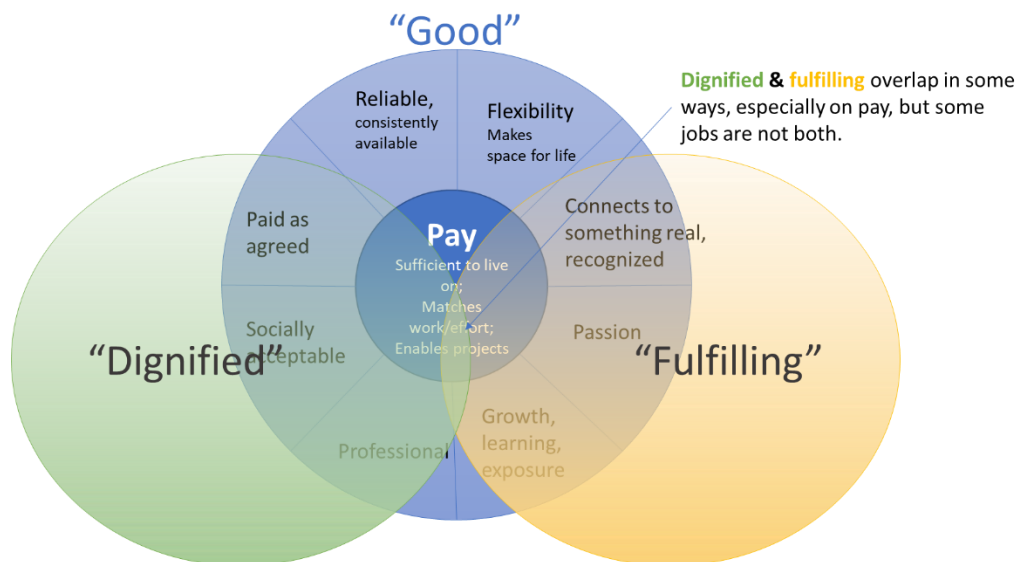 “Good”
Reliable,
consistently
available
Flexibility
Makes
space for life
Dignified & fulfilling overlap in some
ways, especially on pay, but some
jobs are not both.
Paid as
agreed
Pay
Sufficient to live
on;
Matches
work/effort;
Enables projects
Connects to
something real,
recognized
Socially
acceptable
“Dignified”
Passion
“Fulfilling”
Professional
Growth,
learning,
exposure